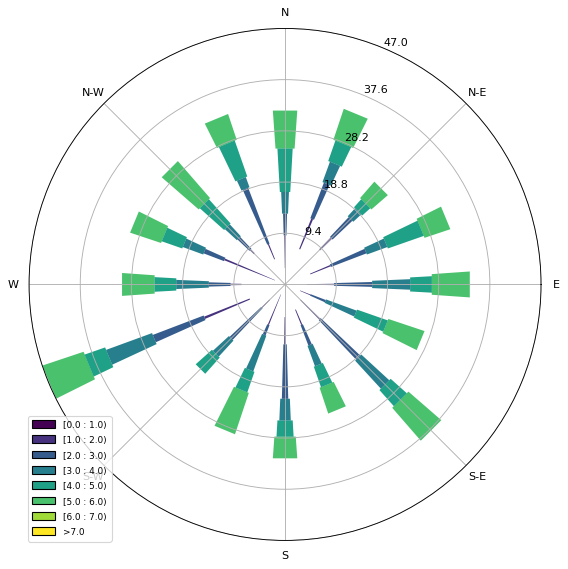 N
47.0
37.6
N-W
N-E
28.2
18.8
9.4
W
E
[0.0 : 1.0)
[1.0 : 2.0)
[2.0 : 3.0)
[3.0 : 4.0)
[4.0 : 5.0)
[5.0 : 6.0)
[6.0 : 7.0)
>7.0
S-W
S-E
S